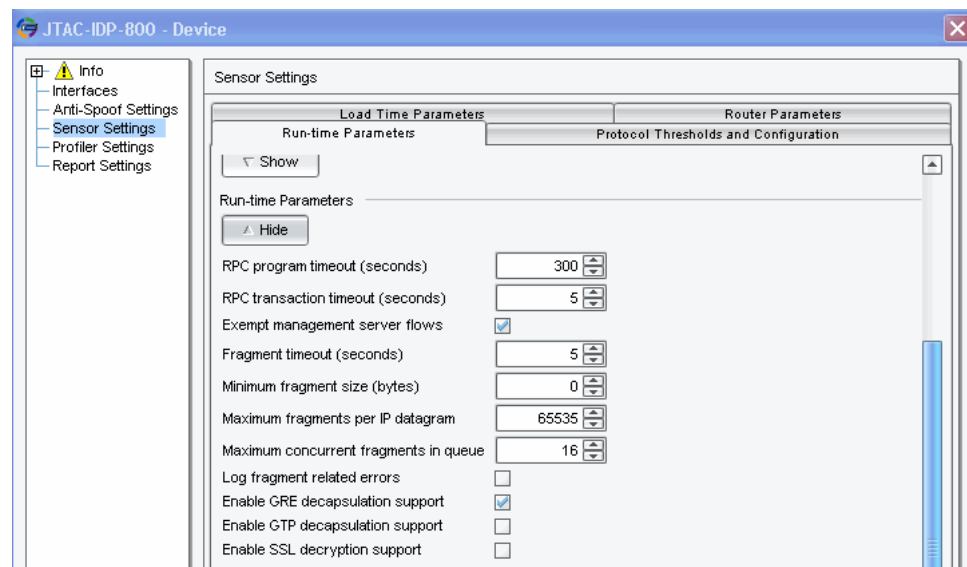 JTAC-IDP-800 - Device
Info
Interfaces
Anti-Spoof Settings
Sensor Settings
Profiler Settings
Report Settings
Sensor Settings
Load Time Parameters
Router Parameters
Run-time Parameters
Protocol Thresholds and Configuration
Show
Run-time Parameters
Hide
RPC program timeout (seconds) 300
RPC transaction timeout (seconds) 5
Exempt management server flows
Fragment timeout (seconds) 5
Minimum fragment size (bytes) 0
Maximum fragments per IP datagram 65535
Maximum concurrent fragments in queue 16
Log fragment related errors
Enable GRE decapsulation support
Enable GTP decapsulation support
Enable SSL decryption support